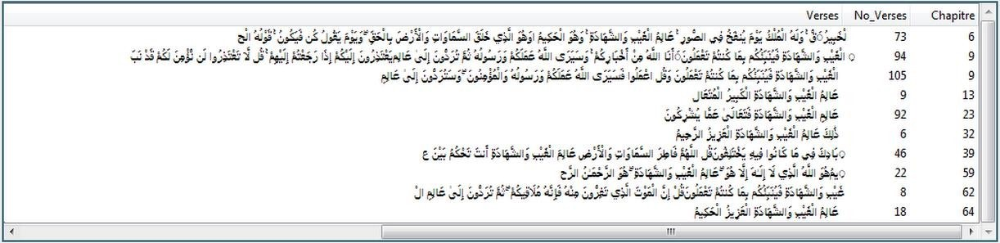 Chapitre No_Verses Verses
6 73 لْخَبِيرُ َقُّ ۚ وَلَهُ الْمُلْكُ يَوْمَ يُنفَخُ فِي الصُّورِ ۚ عَالِمُ الْغَيْبِ وَالشَّهَادَةِ ۚ وَهُوَ الْحَكِيمُ اوَهُوَ الَّذِي خَلَقَ السَّمَاوَاتِ وَالْأَرْضَ بِالْحَقِّ ۖ وَيَوْمَ يَقُولُ كُن فَيَكُونُ ۚ قَوْلُهُ الْح
9 94 ِ الْغَيْبِ وَالشَّهَادَةِ فَيُنَبِّئُكُم بِمَا كُنتُمْ تَعْمَلُونَ َّأَنَا اللَّهُ مِنْ أَخْبَارِكُمْ ۚ وَسَيَرَى اللَّهُ عَمَلَكُمْ وَرَسُولُهُ ثُمَّ تُرَدُّونَ إِلَىٰ عَالِمِيَعْتَذِرُونَ إِلَيْكُمْ إِذَا رَجَعْتُمْ إِلَيْهِمْ ۚ قُل لَّا تَعْتَذِرُوا لَن نُّؤْمِنَ لَكُمْ قَدْ نَبَ
9 105 الْغَيْبِ وَالشَّهَادَةِ فَيُنَبِّئُكُم بِمَا كُنتُمْ تَعْمَلُونَ وَقُلِ اعْمَلُوا فَسَيَرَى اللَّهُ عَمَلَكُمْ وَرَسُولُهُ وَالْمُؤْمِنُونَ ۖ وَسَتُرَدُّونَ إِلَىٰ عَالِمِ
13 9 عَالِمُ الْغَيْبِ وَالشَّهَادَةِ الْكَبِيرُ الْمُتَعَالِ
23 92 عَالِمِ الْغَيْبِ وَالشَّهَادَةِ فَتَعَالَىٰ عَمَّا يُشْرِكُونَ
32 6 ذَٰلِكَ عَالِمُ الْغَيْبِ وَالشَّهَادَةِ الْعَزِيزُ الرَّحِيمُ
39 46 ِبَادِكَ فِي مَا كَانُوا فِيهِ يَخْتَلِفُونَقُلِ اللَّهُمَّ فَاطِرَ السَّمَاوَاتِ وَالْأَرْضِ عَالِمَ الْغَيْبِ وَالشَّهَادَةِ أَنتَ تَحْكُمُ بَيْنَ ع
59 22 ِيمُهُوَ اللَّهُ الَّذِي لَا إِلَـٰهَ إِلَّا هُوَ ۖ عَالِمُ الْغَيْبِ وَالشَّهَادَةِ ۖ هُوَ الرَّحْمَـٰنُ الرَّح
62 8 غَيْبِ وَالشَّهَادَةِ فَيُنَبِّئُكُم بِمَا كُنتُمْ تَعْمَلُونَقُلْ إِنَّ الْمَوْتَ الَّذِي تَفِرُّونَ مِنْهُ فَإِنَّهُ مُلَاقِيكُمْ ۖ ثُمَّ تُرَدُّونَ إِلَىٰ عَالِمِ الْ
64 18 عَالِمُ الْغَيْبِ وَالشَّهَادَةِ الْعَزِيزُ الْحَكِيمُ